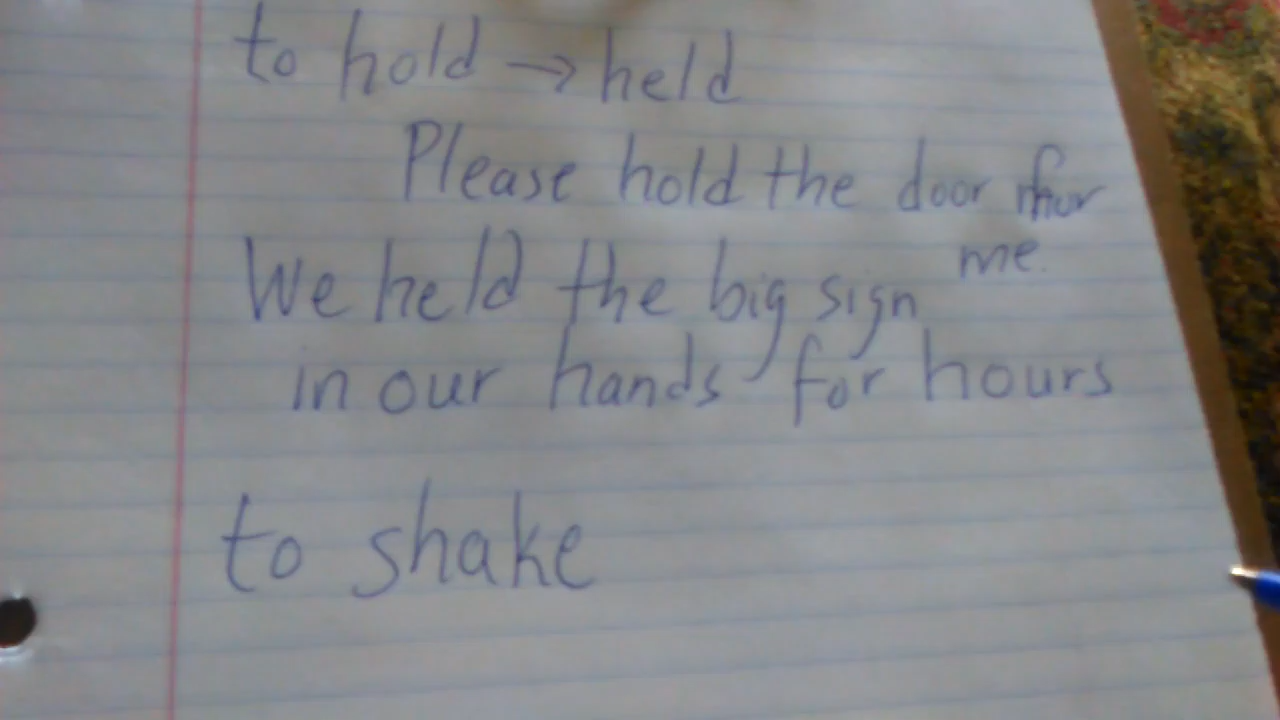 to hold → held
Please hold the door for
me.
We held the big sign
in our hands for hours
to shake